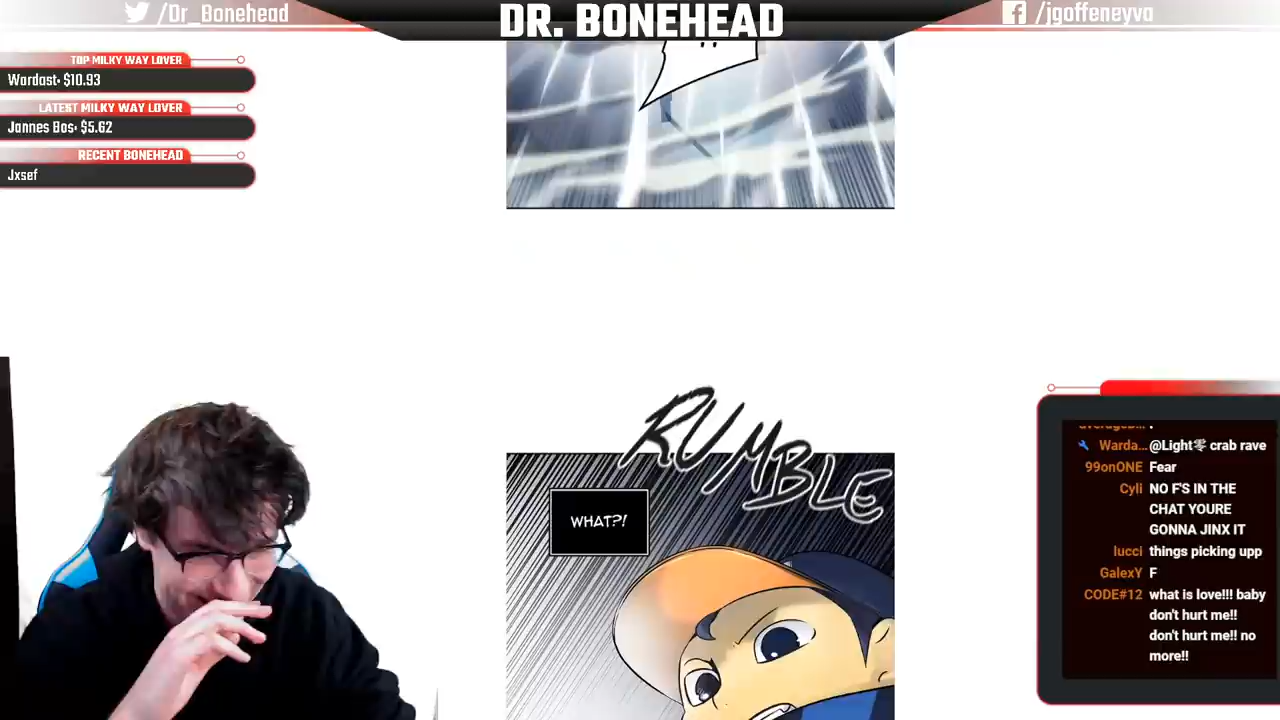 /Dr_Bonehead
DR. BONEHEAD
/jgoffeneyva
TOP MILKY WAY LOVER
Wardast: $10.93
LATEST MILKY WAY LOVER
Jannes Bos: $5.62
RECENT BONEHEAD
Jxsef
RUMBLE
WHAT?!
Warda... @Light零 crab rave
99onONE Fear
Cyli NO F'S IN THE
CHAT YOURE
GONNA JINX IT
lucci things picking upp
GalexY F
CODE#12 what is love!!! baby
don't hurt me!!
don't hurt me!! no
more!!